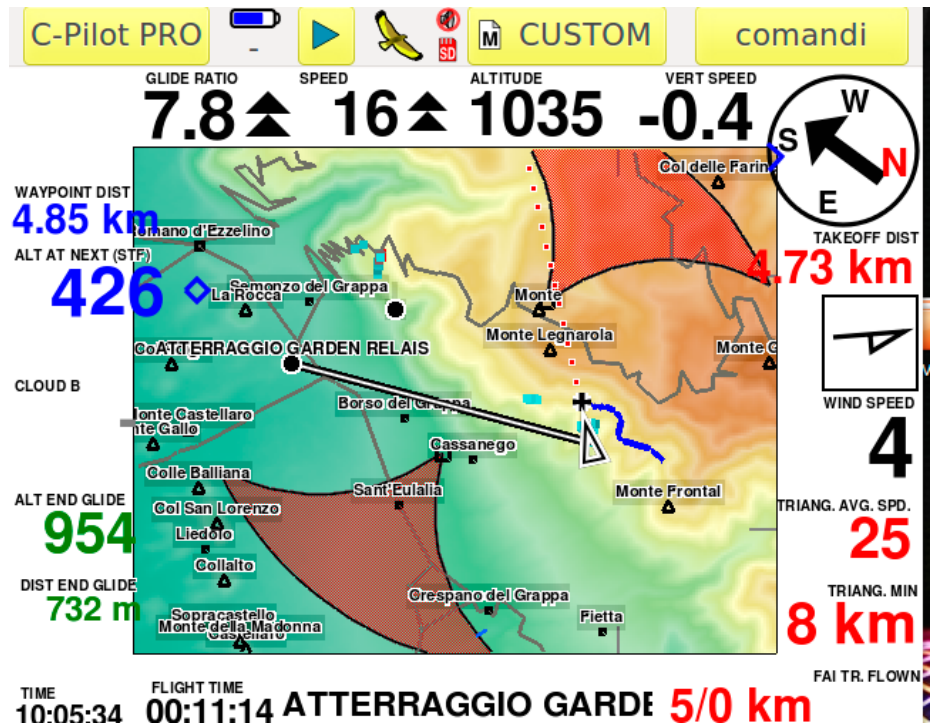 C-Pilot PRO
-
SD
M CUSTOM
comandi
GLIDE RATIO
7.8
SPEED
16
ALTITUDE
1035
VERT SPEED
-0.4
W
S
N
E
WAYPOINT DIST
4.85 km
ALT AT NEXT (STF)
426
CLOUD B
ALT END GLIDE
954
DIST END GLIDE
732 m
Col delle Farin
Romano d'Ezzelino
Semonzo del Grappa
La Rocca
Monte
Monte Legnarola
ATTERRAGGIO GARDEN RELAIS
Monte G
Borso del Grappa
Monte Castellaro
nte Gallo
Cassanego
Colle Balliana
Sant'Eulalia
Monte Frontal
Col San Lorenzo
Liedolo
Collalto
Crespano del Grappa
Sopracastello
Fietta
Monte della Madonna
Castellaro
TAKEOFF DIST
4.73 km
WIND SPEED
4
TRIANG. AVG. SPD.
25
TRIANG. MIN
8 km
FAI TR. FLOWN
5/0 km
TIME
10:05:34
FLIGHT TIME
00:11:14
ATTERRAGGIO GARDE